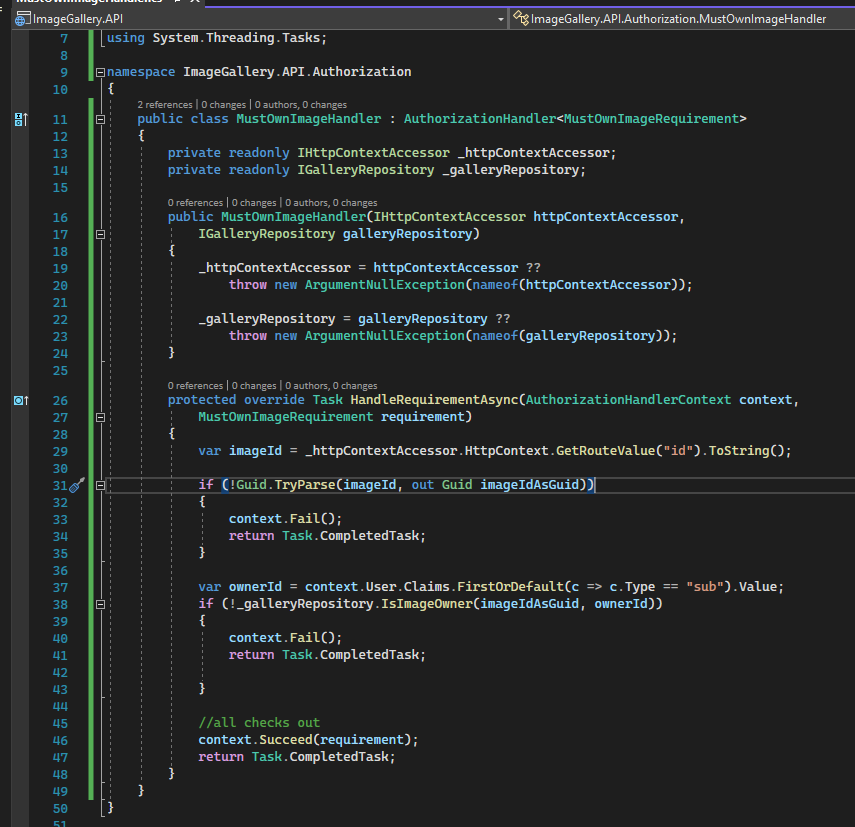 ImageGallery.API
ImageGallery.API.Authorization.MustOwnImageHandler
7 using System.Threading.Tasks;
8
9 namespace ImageGallery.API.Authorization
10 {
2 references | 0 changes | 0 authors, 0 changes
11 public class MustOwnImageHandler : AuthorizationHandler<MustOwnImageRequirement>
12 {
13 private readonly IHttpContextAccessor _httpContextAccessor;
14 private readonly IGalleryRepository _galleryRepository;
15
0 references | 0 changes | 0 authors, 0 changes
16 public MustOwnImageHandler(IHttpContextAccessor httpContextAccessor,
17 IGalleryRepository galleryRepository)
18 {
19 _httpContextAccessor = httpContextAccessor ??
20 throw new ArgumentNullException(nameof(httpContextAccessor));
21
22 _galleryRepository = galleryRepository ??
23 throw new ArgumentNullException(nameof(galleryRepository));
24 }
25
0 references | 0 changes | 0 authors, 0 changes
26 protected override Task HandleRequirementAsync(AuthorizationHandlerContext context,
27 MustOwnImageRequirement requirement)
28 {
29 var imageId = _httpContextAccessor.HttpContext.GetRouteValue("id").ToString();
30
31 if (!Guid.TryParse(imageId, out Guid imageIdAsGuid))
32 {
33 context.Fail();
34 return Task.CompletedTask;
35 }
36
37 var ownerId = context.User.Claims.FirstOrDefault(c => c.Type == "sub").Value;
38 if (!_galleryRepository.IsImageOwner(imageIdAsGuid, ownerId))
39 {
40 context.Fail();
41 return Task.CompletedTask;
42
43 }
44
45 //all checks out
46 context.Succeed(requirement);
47 return Task.CompletedTask;
48 }
49 }
50 }
51